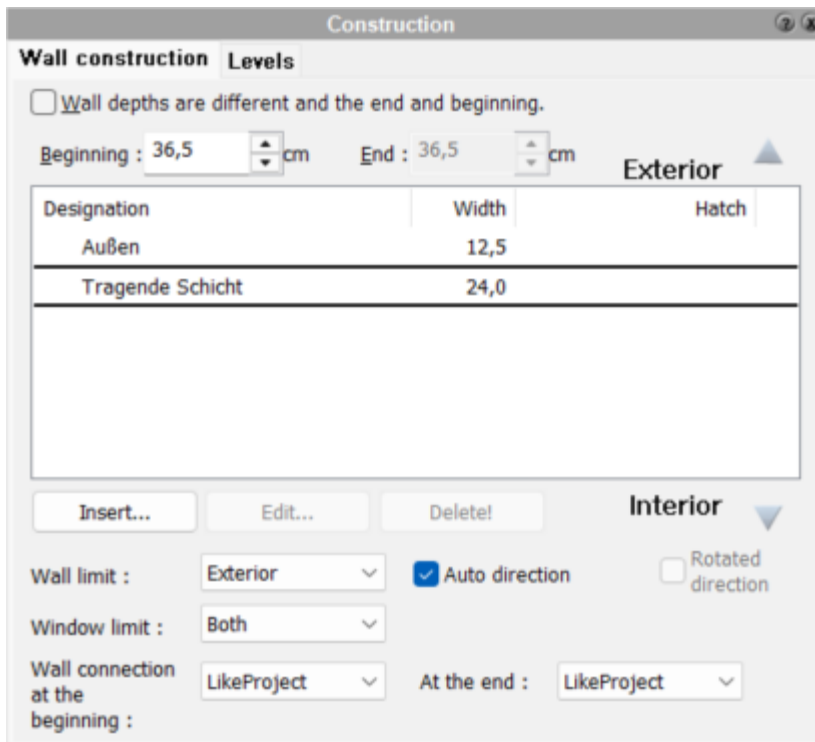 Construction
Wall construction Levels
Wall depths are different and the end and beginning.
Beginning : 36,5 cm End : 36,5 cm
Exterior
Designation Width Hatch
Außen 12,5
Tragende Schicht 24,0
Insert... Edit... Delete! Interior
Wall limit : Exterior Auto direction Rotated direction
Window limit : Both
Wall connection at the beginning : LikeProject At the end : LikeProject